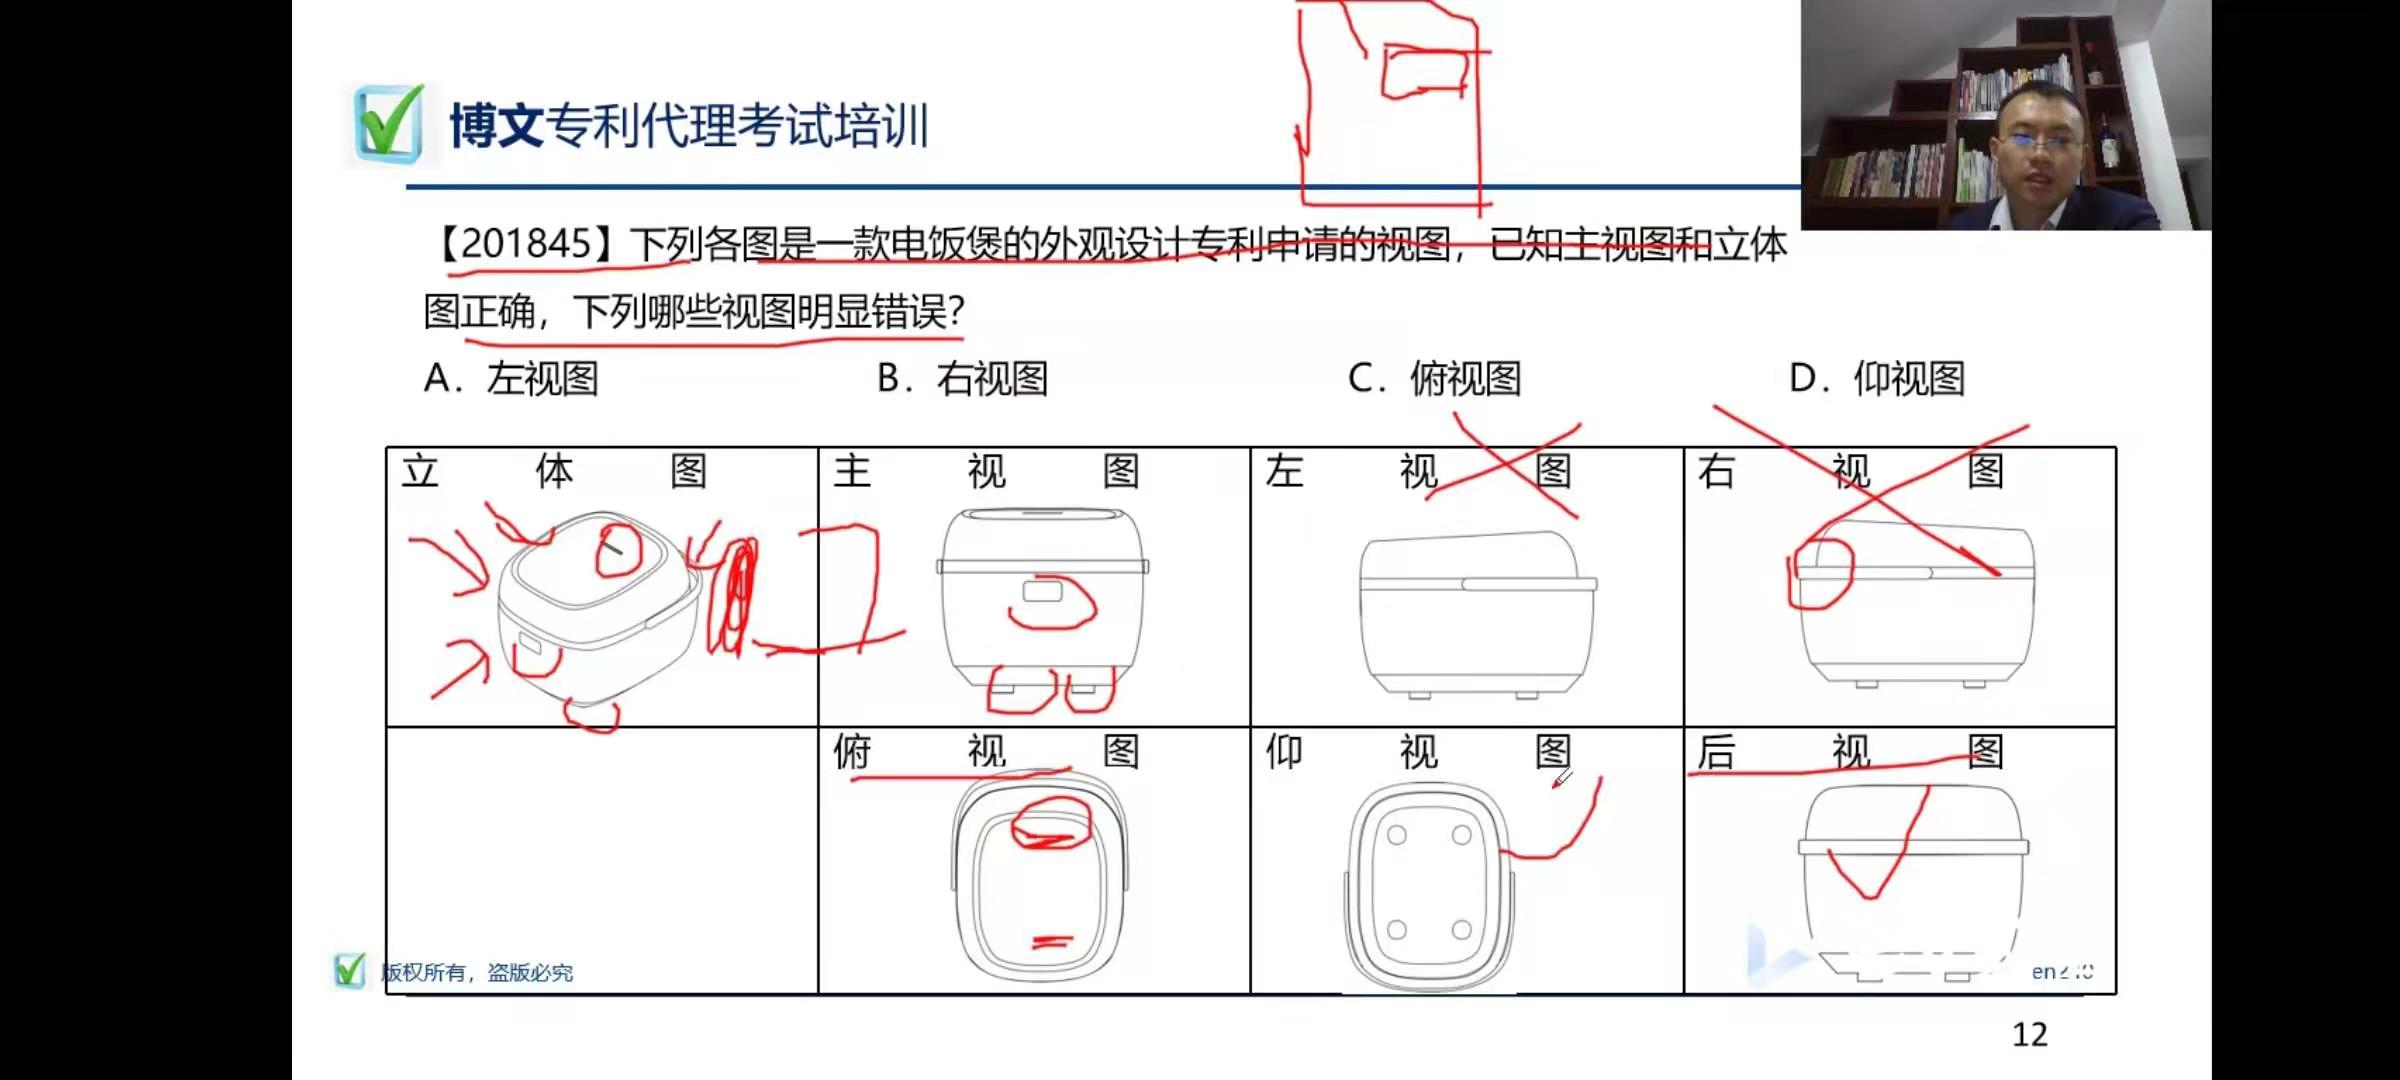 博文专利代理考试培训
【201845】下列各图是一款电饭煲的外观设计专利申请的视图，已知主视图和立体
图正确，下列哪些视图明显错误？
A．左视图 B．右视图 C．俯视图 D．仰视图
立体图 主视图 左视图 右视图
俯视图 仰视图 后视图
版权所有，盗版必究
12